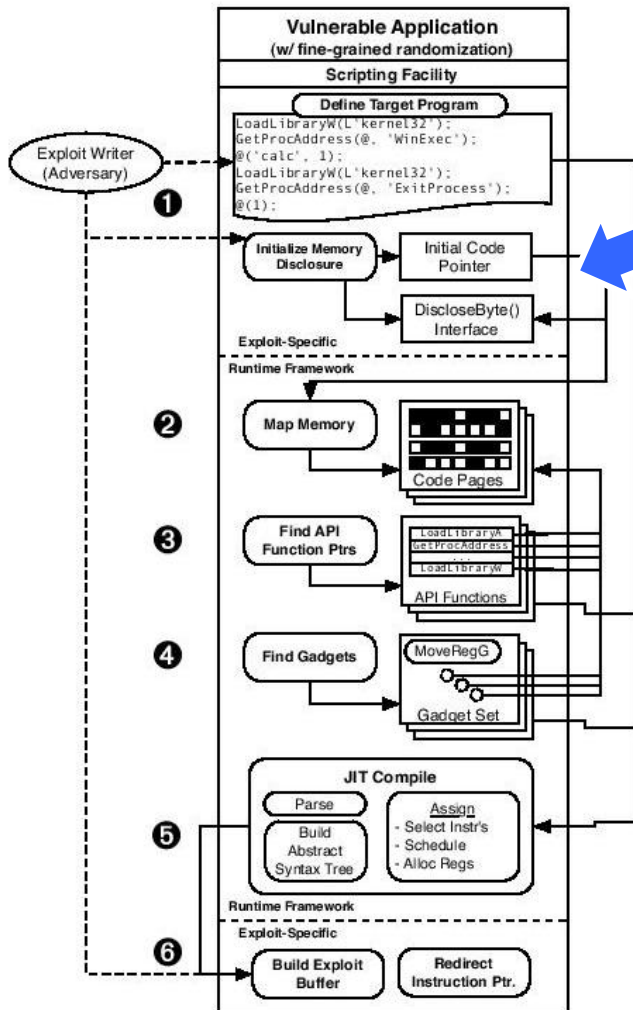 Vulnerable Application
(w/ fine-grained randomization)
Scripting Facility
Define Target Program
LoadLibraryW(L'kernel32');
GetProcAddress(@, 'WinExec');
@('calc', 1);
LoadLibraryW(L'kernel32');
GetProcAddress(@, 'ExitProcess');
@(1);
Exploit Writer
(Adversary)
❶
Initialize Memory
Disclosure
Initial Code
Pointer
DiscloseByte()
Interface
Exploit-Specific
Runtime Framework
❷
Map Memory
Code Pages
❸
Find API
Function Ptrs
LoadLibraryA
GetProcAddress
...
LoadLibraryW
API Functions
❹
Find Gadgets
MoveRegG
Gadget Set
JIT Compile
❺
Parse
Build
Abstract
Syntax Tree
Assign
- Select Instr's
- Schedule
- Alloc Regs
Runtime Framework
Exploit-Specific
❻
Build Exploit
Buffer
Redirect
Instruction Ptr.